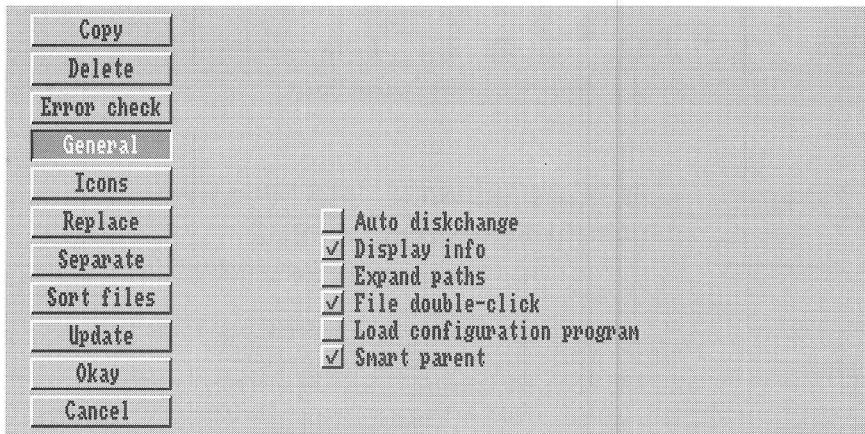 Copy
Delete
Error check
General
Icons
Replace
Separate
Sort files
Update
Okay
Cancel
Auto diskchange
Display info
Expand paths
File double-click
Load configuration program
Smart parent